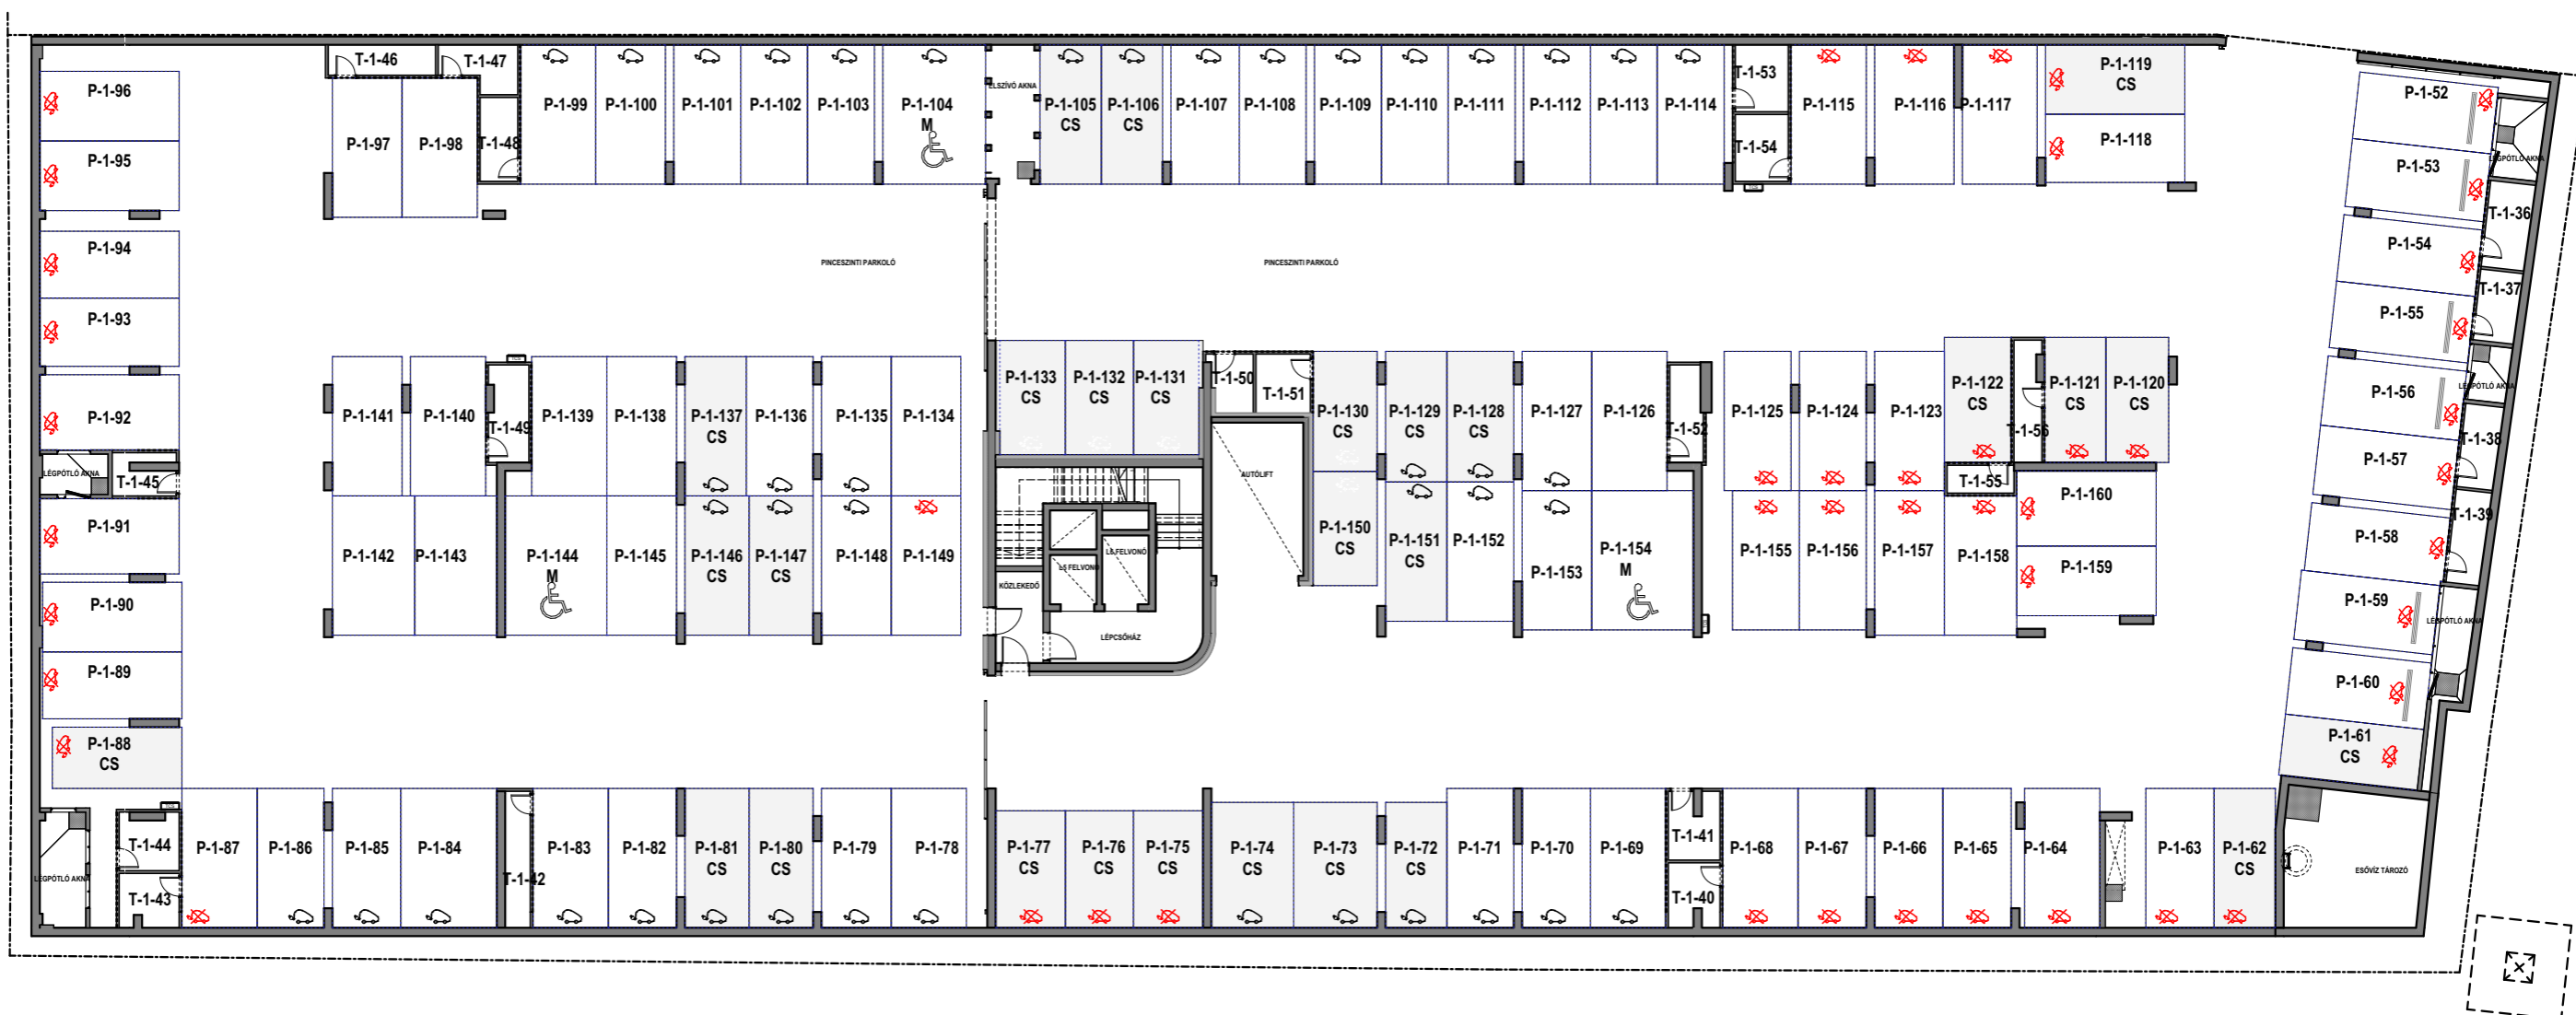 T-1-46
T-1-47
P-1-96
P-1-95
P-1-97
P-1-98
T-1-48
P-1-99
P-1-100
P-1-101
P-1-102
P-1-103
P-1-104
M
ELSZÍVÓ AKNA
P-1-105
CS
P-1-106
CS
P-1-107
P-1-108
P-1-109
P-1-110
P-1-111
P-1-112
P-1-113
P-1-114
T-1-53
T-1-54
P-1-115
P-1-116
P-1-117
P-1-119
CS
P-1-118
P-1-52
P-1-53
LÉGPÓTLÓ AKNA
T-1-36
P-1-94
P-1-93
PINCESZINTI PARKOLÓ
PINCESZINTI PARKOLÓ
P-1-54
P-1-55
T-1-37
P-1-92
P-1-141
P-1-140
T-1-49
P-1-139
P-1-138
P-1-137
CS
P-1-136
P-1-135
P-1-134
P-1-133
CS
P-1-132
CS
P-1-131
CS
T-1-50
T-1-51
P-1-130
CS
P-1-129
CS
P-1-128
CS
P-1-127
P-1-126
T-1-52
P-1-125
P-1-124
P-1-123
P-1-122
CS
T-1-56
P-1-121
CS
P-1-120
CS
P-1-56
LÉGPÓTLÓ AKNA
P-1-57
T-1-38
LÉGPÓTLÓ AKNA
T-1-45
AUTÓLIFT
T-1-55
P-1-160
T-1-39
P-1-91
P-1-142
P-1-143
P-1-144
M
P-1-145
P-1-146
CS
P-1-147
CS
P-1-148
P-1-149
L6 FELVONÓ
L5 FELVONÓ
KÖZLEKEDŐ
LÉPCSŐHÁZ
P-1-150
CS
P-1-151
CS
P-1-152
P-1-153
P-1-154
M
P-1-155
P-1-156
P-1-157
P-1-158
P-1-159
P-1-58
P-1-59
LÉGPÓTLÓ AKNA
P-1-90
P-1-89
P-1-60
P-1-88
CS
P-1-61
CS
LÉGPÓTLÓ AKNA
T-1-44
T-1-43
P-1-87
P-1-86
P-1-85
P-1-84
T-1-42
P-1-83
P-1-82
P-1-81
CS
P-1-80
CS
P-1-79
P-1-78
P-1-77
CS
P-1-76
CS
P-1-75
CS
P-1-74
CS
P-1-73
CS
P-1-72
CS
P-1-71
P-1-70
P-1-69
T-1-41
T-1-40
P-1-68
P-1-67
P-1-66
P-1-65
P-1-64
P-1-63
P-1-62
CS
ESŐVÍZ TÁROZÓ